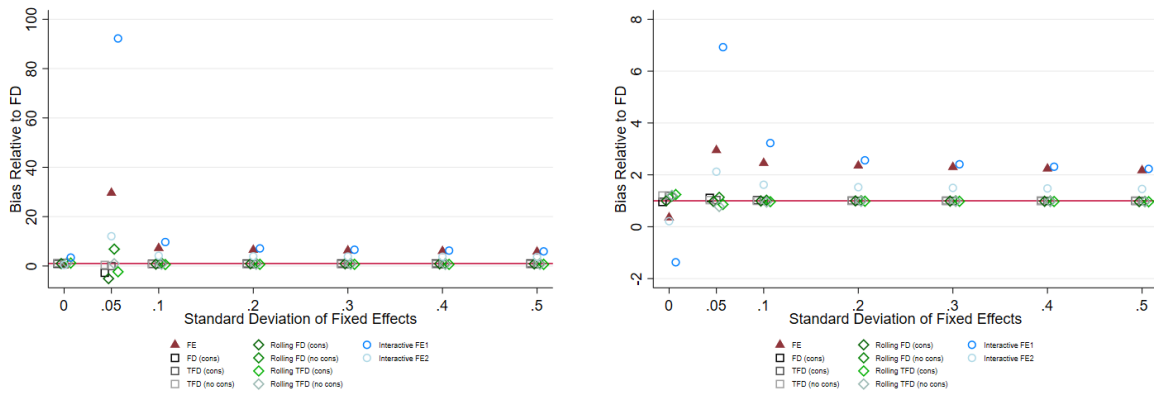 100
80
60
40
20
0
Bias Relative to FD
0 .05 .1 .2 .3 .4 .5
Standard Deviation of Fixed Effects
FE Rolling FD (cons) Interactive FE1
FD (cons) Rolling FD (no cons) Interactive FE2
TFD (cons) Rolling TFD (cons)
TFD (no cons) Rolling TFD (no cons)
8
6
4
2
0
-2
Bias Relative to FD
0 .05 .1 .2 .3 .4 .5
Standard Deviation of Fixed Effects
FE Rolling FD (cons) Interactive FE1
FD (cons) Rolling FD (no cons) Interactive FE2
TFD (cons) Rolling TFD (cons)
TFD (no cons) Rolling TFD (no cons)